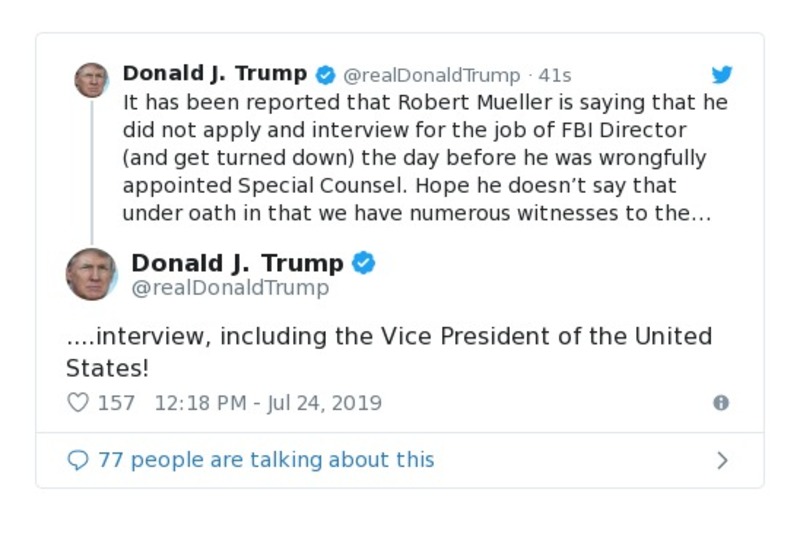 Donald J. Trump @realDonaldTrump · 41s
It has been reported that Robert Mueller is saying that he
did not apply and interview for the job of FBI Director
(and get turned down) the day before he was wrongfully
appointed Special Counsel. Hope he doesn’t say that
under oath in that we have numerous witnesses to the…
Donald J. Trump
@realDonaldTrump
....interview, including the Vice President of the United
States!
157 12:18 PM - Jul 24, 2019
77 people are talking about this